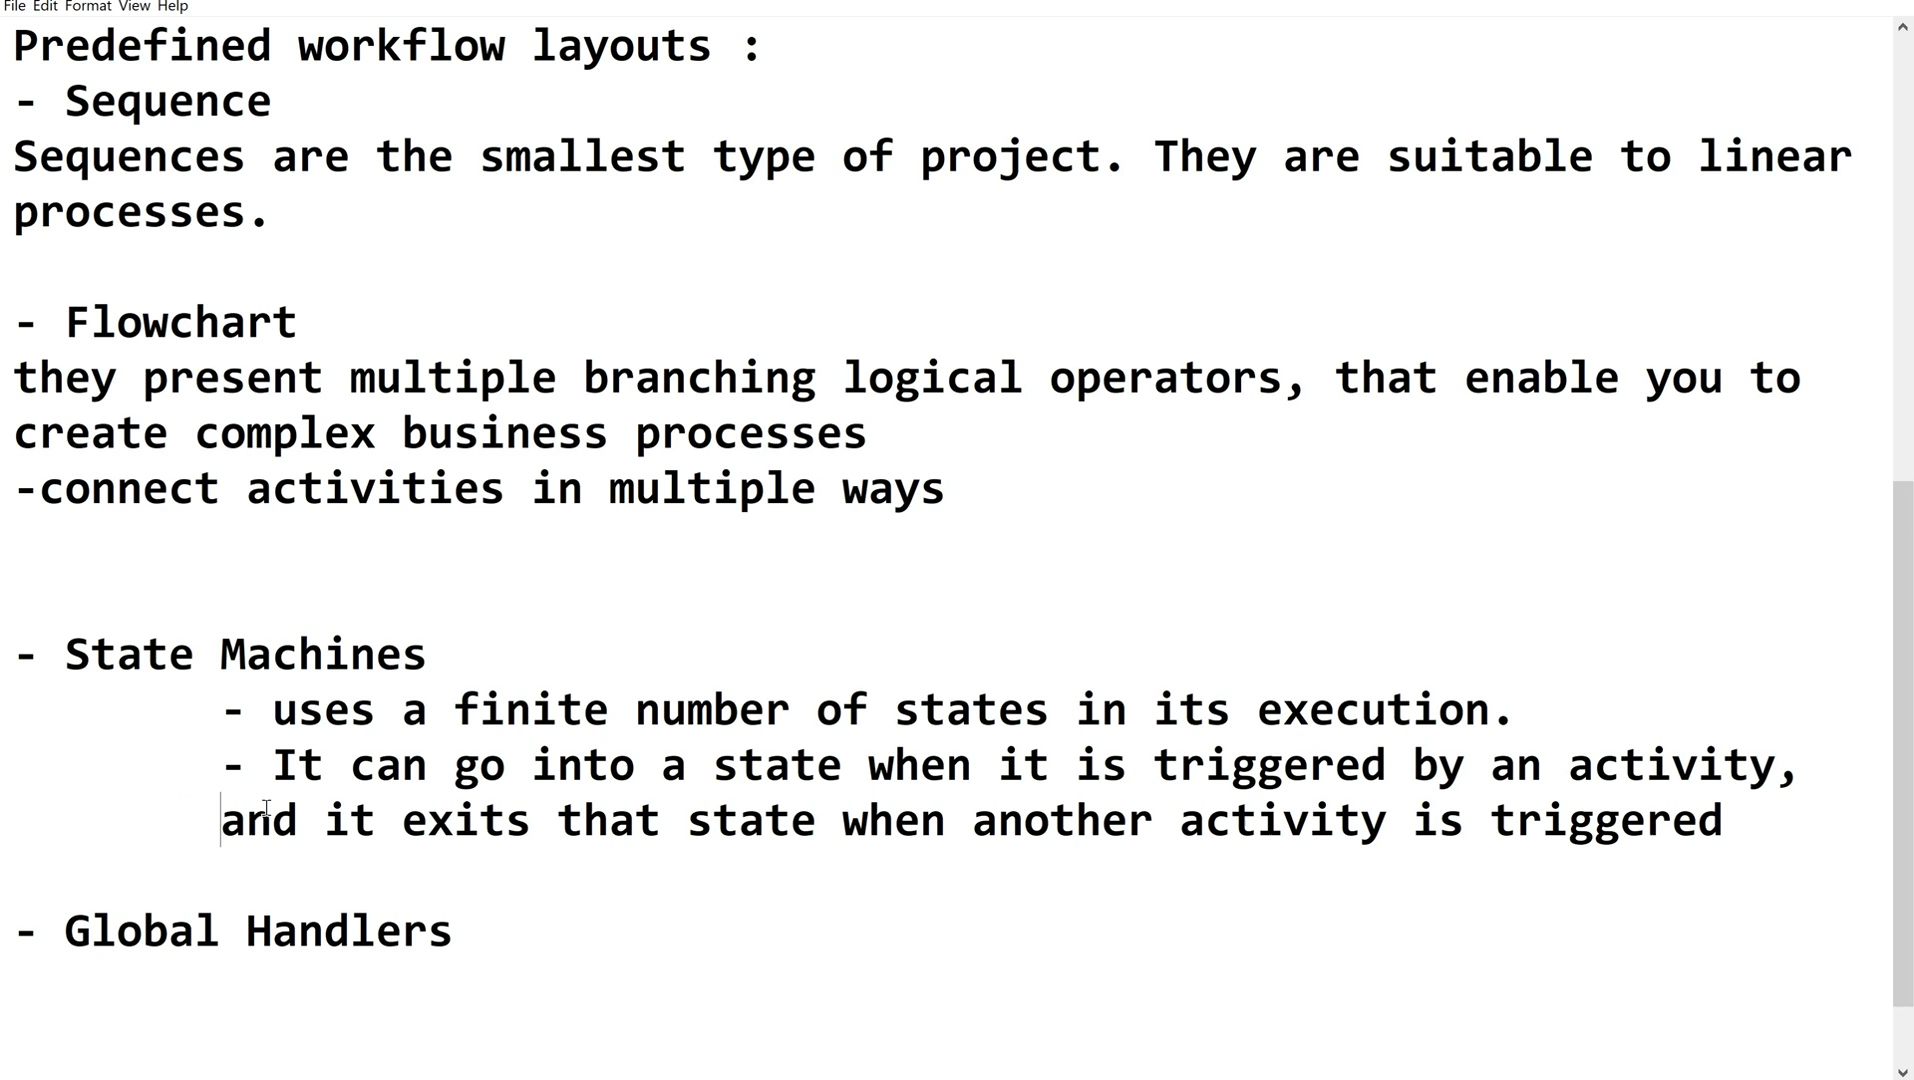 File Edit Format View Help
Predefined workflow layouts :
- Sequence
Sequences are the smallest type of project. They are suitable to linear
processes.
- Flowchart
they present multiple branching logical operators, that enable you to
create complex business processes
-connect activities in multiple ways
- State Machines
- uses a finite number of states in its execution.
- It can go into a state when it is triggered by an activity,
and it exits that state when another activity is triggered
- Global Handlers